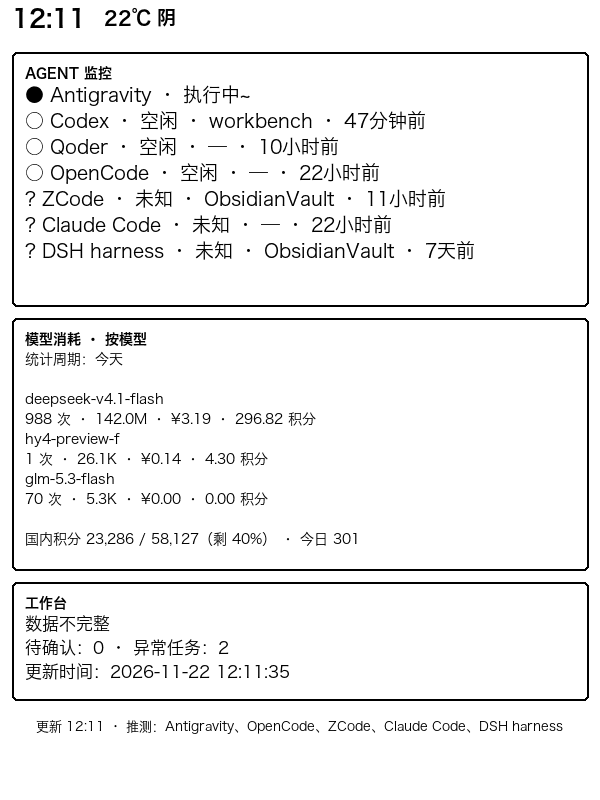 12:11 22℃ 阴
AGENT 监控
● Antigravity · 执行中~
○ Codex · 空闲 · workbench · 47分钟前
○ Qoder · 空闲 · — · 10小时前
○ OpenCode · 空闲 · — · 22小时前
? ZCode · 未知 · ObsidianVault · 11小时前
? Claude Code · 未知 · — · 22小时前
? DSH harness · 未知 · ObsidianVault · 7天前
模型消耗 · 按模型
统计周期：今天
deepseek-v4.1-flash
988 次 · 142.0M · ¥3.19 · 296.82 积分
hy4-preview-f
1 次 · 26.1K · ¥0.14 · 4.30 积分
glm-5.3-flash
70 次 · 5.3K · ¥0.00 · 0.00 积分
国内积分 23,286 / 58,127（剩 40%） · 今日 301
工作台
数据不完整
待确认：0 · 异常任务：2
更新时间：2026-11-22 12:11:35
更新 12:11 · 推测：Antigravity、OpenCode、ZCode、Claude Code、DSH harness